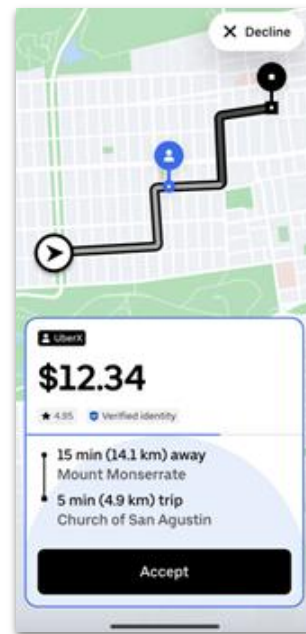 Decline
UberX
$12.34
4.95 Verified identity
15 min (14.1 km) away
Mount Monserrate
5 min (4.9 km) trip
Church of San Agustin
Accept